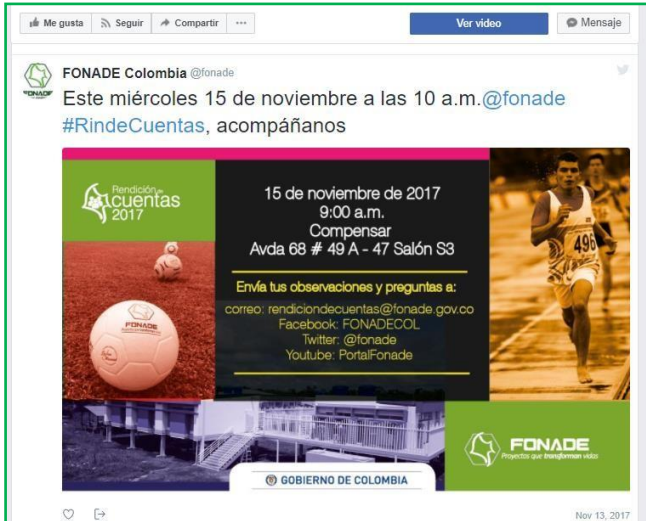 Me gusta Seguir Compartir ... Ver video Mensaje
FONADE Colombia @fonade
Este miércoles 15 de noviembre a las 10 a.m.@fonade
#RindeCuentas, acompáñanos
Rendición de
cuentas
2017
15 de noviembre de 2017
9:00 a.m.
Compensar
Avda 68 # 49 A - 47 Salón S3
Envía tus observaciones y preguntas a:
correo: rendiciondecuentas@fonade.gov.co
Facebook: FONADECOL
Twitter: @fonade
Youtube: PortalFonade
496
FONADE
FONADE
Proyectos que transforman vidas
GOBIERNO DE COLOMBIA
Nov 13, 2017